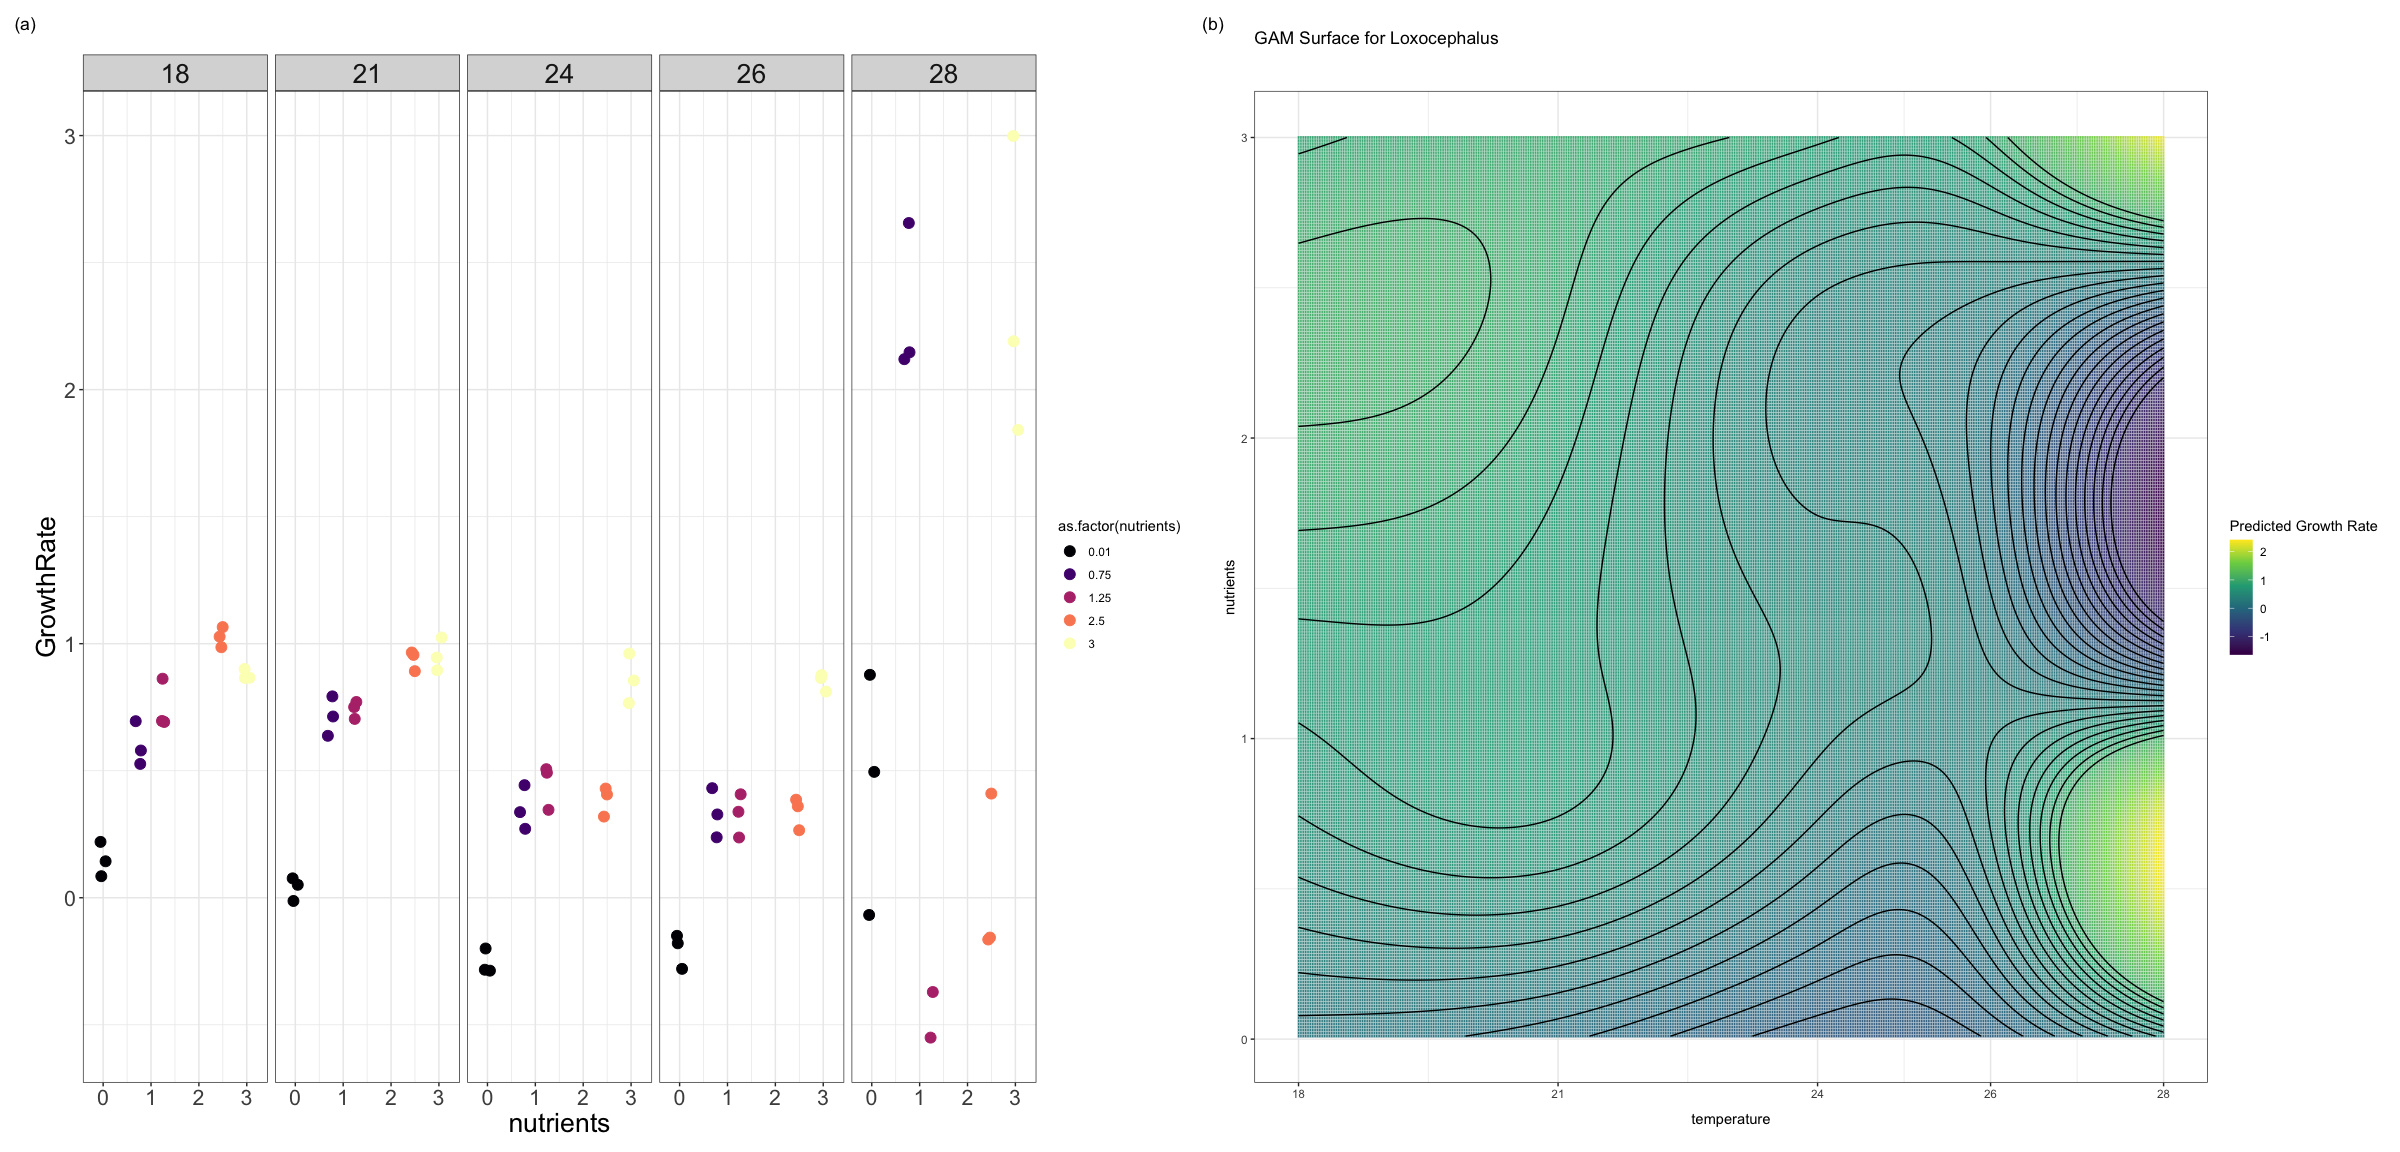 (a)
18 21 24 26 28
3
2
1
0
GrowthRate
0 1 2 3 0 1 2 3 0 1 2 3 0 1 2 3 0 1 2 3
nutrients
as.factor(nutrients)
0.01
0.75
1.25
2.5
3
(b)
GAM Surface for Loxocephalus
3
2
1
0
nutrients
18 21 24 26 28
temperature
Predicted Growth Rate
2
1
0
-1